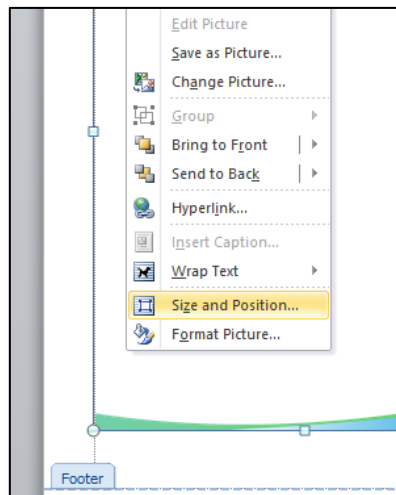 Edit Picture
Save as Picture...
Change Picture...
Group
Bring to Front
Send to Back
Hyperlink...
Insert Caption...
Wrap Text
Size and Position...
Format Picture...
Footer